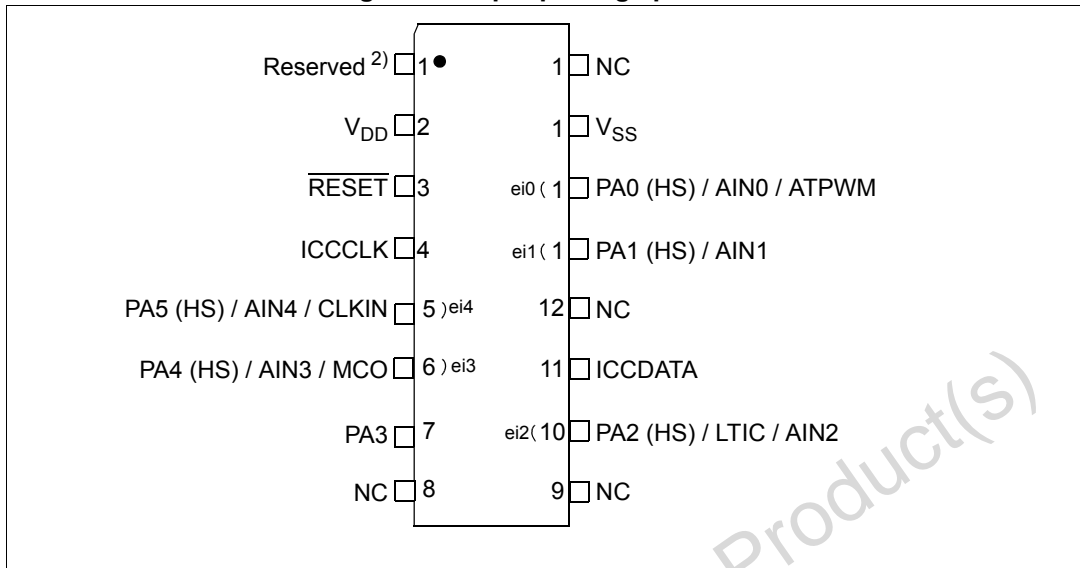 Reserved 2) 1 1 NC
VDD 2 1 VSS
RESET 3 ei0 ( 1 PA0 (HS) / AIN0 / ATPWM
ICCCLK 4 ei1 ( 1 PA1 (HS) / AIN1
PA5 (HS) / AIN4 / CLKIN 5 ) ei4 12 NC
PA4 (HS) / AIN3 / MCO 6 ) ei3 11 ICCDATA
PA3 7 ei2 ( 10 PA2 (HS) / LTIC / AIN2
NC 8 9 NC
Product(s)